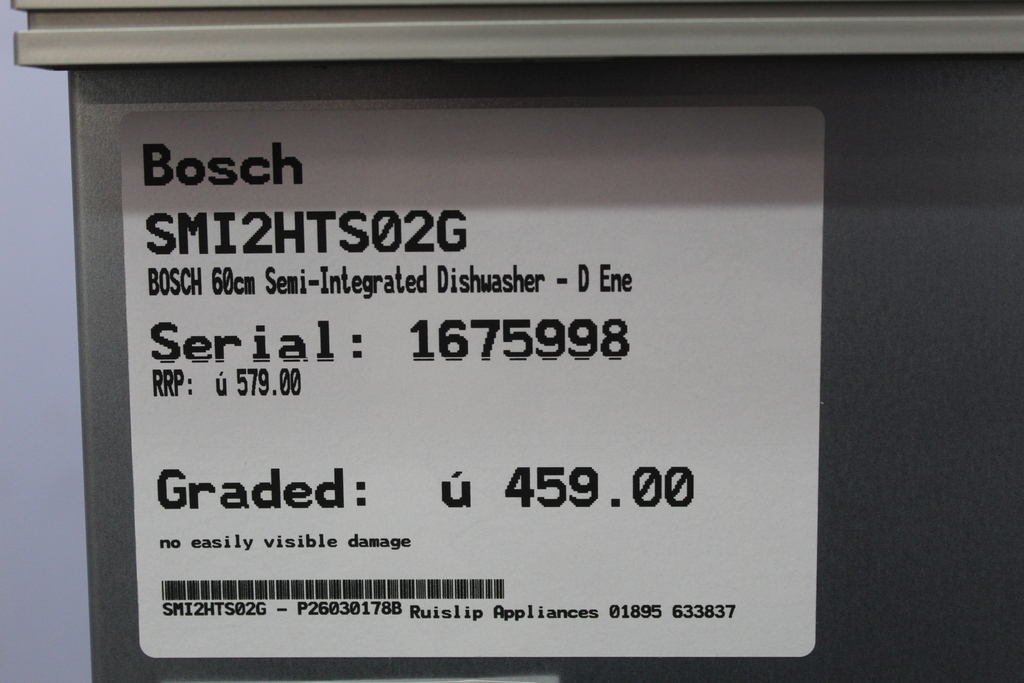 Bosch
SMI2HTS02G
BOSCH 60cm Semi-Integrated Dishwasher - D Ene
Serial: 1675998
RRP: ú 579.00
Graded: ú 459.00
no easily visible damage
SMI2HTS02G - P26030178B Ruislip Appliances 01895 633837